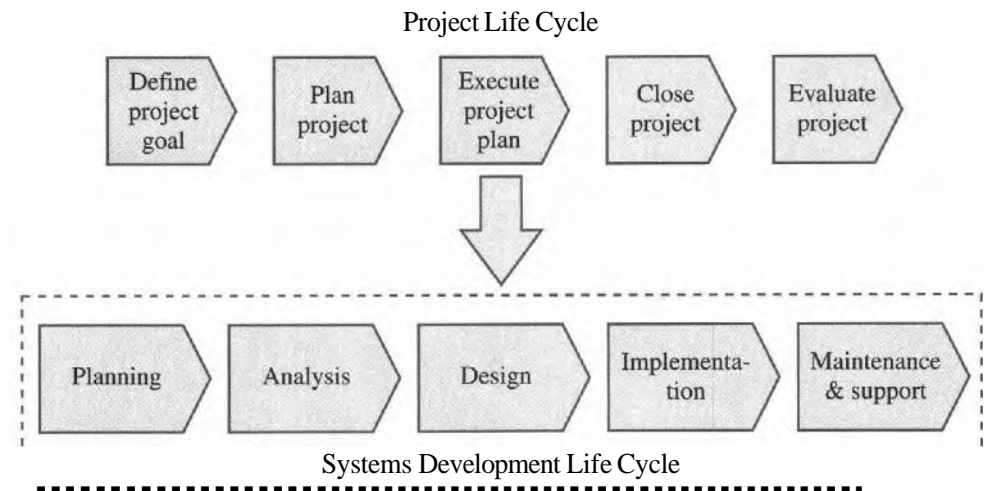 Project Life Cycle
Define
project
goal
Plan
project
Execute
project
plan
Close
project
Evaluate
project
Planning
Analysis
Design
Implementa-
tion
Maintenance
& support
Systems Development Life Cycle